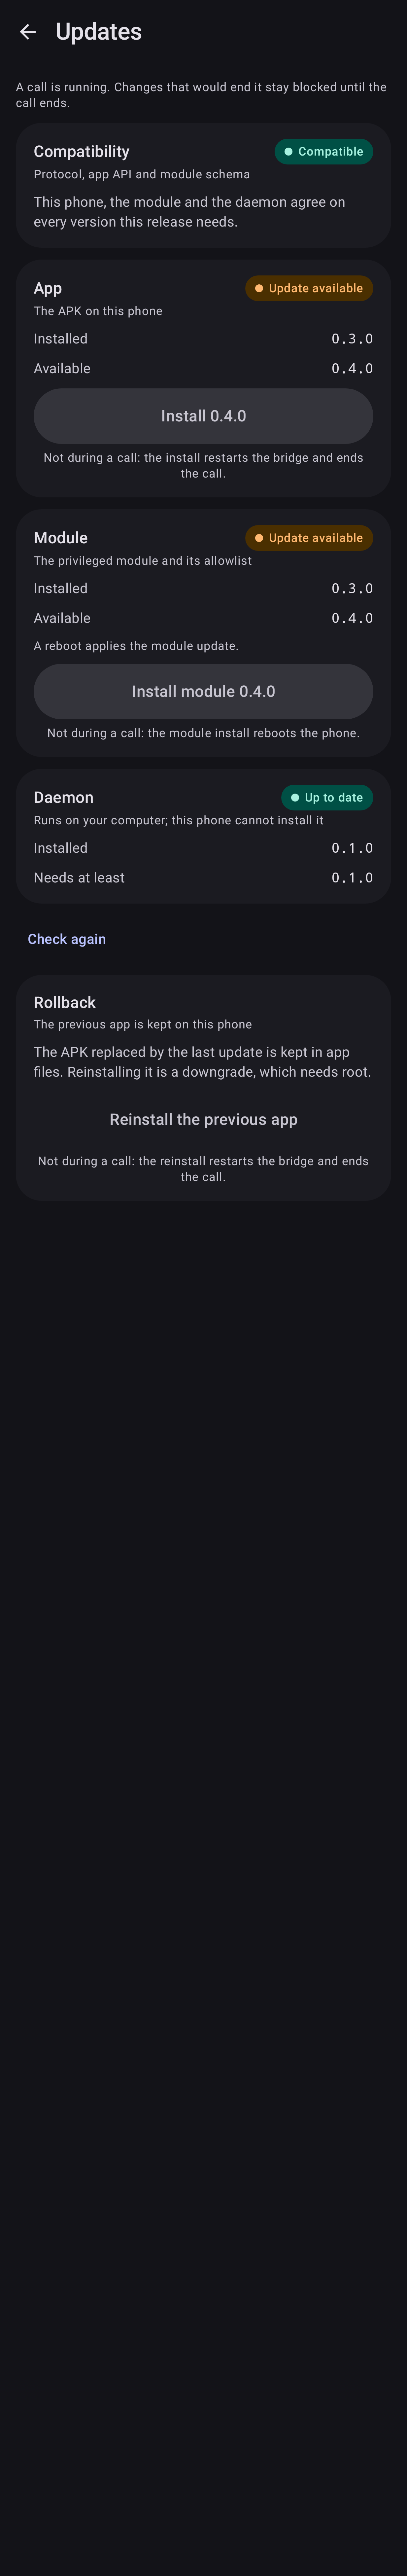 Updates
A call is running. Changes that would end it stay blocked until the
call ends.
Compatibility
Compatible
Protocol, app API and module schema
This phone, the module and the daemon agree on
every version this release needs.
App
Update available
The APK on this phone
Installed 0.3.0
Available 0.4.0
Install 0.4.0
Not during a call: the install restarts the bridge and ends
the call.
Module
Update available
The privileged module and its allowlist
Installed 0.3.0
Available 0.4.0
A reboot applies the module update.
Install module 0.4.0
Not during a call: the module install reboots the phone.
Daemon
Up to date
Runs on your computer; this phone cannot install it
Installed 0.1.0
Needs at least 0.1.0
Check again
Rollback
The previous app is kept on this phone
The APK replaced by the last update is kept in app
files. Reinstalling it is a downgrade, which needs root.
Reinstall the previous app
Not during a call: the reinstall restarts the bridge and ends
the call.